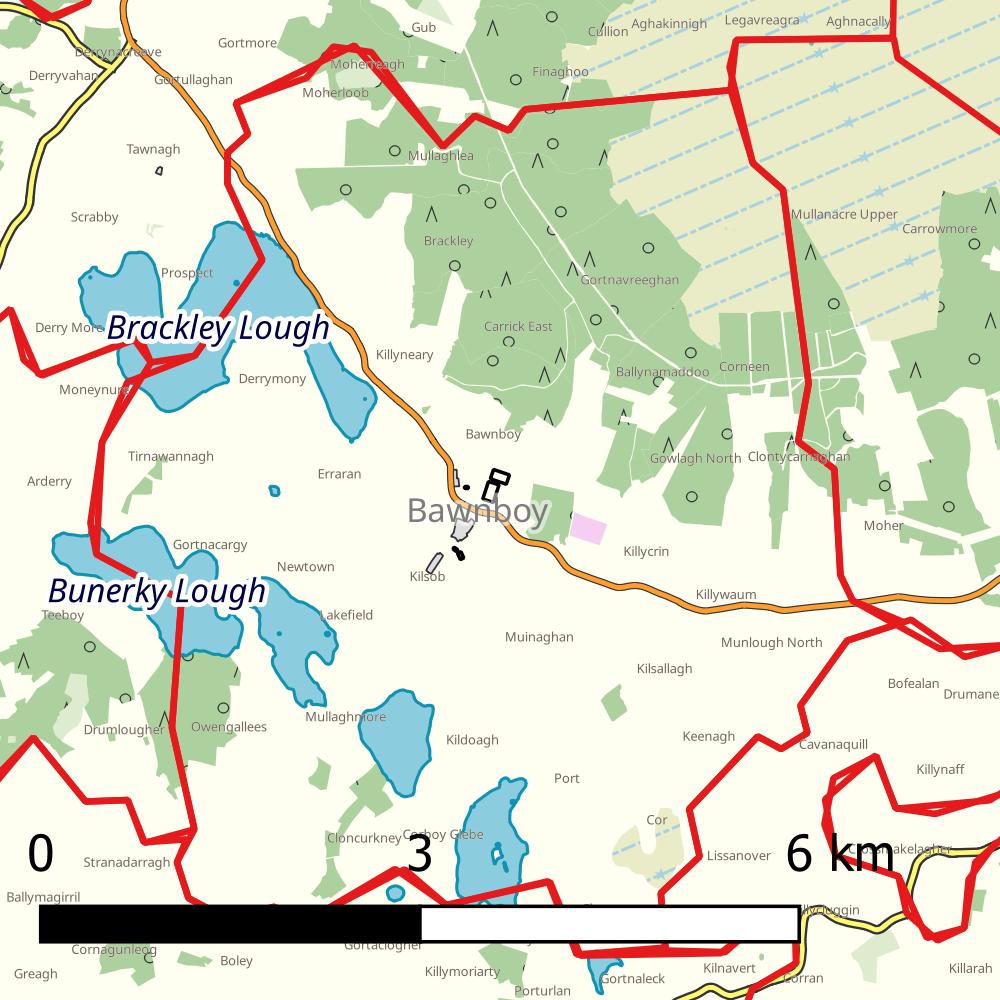 Gub
Cullion
Aghakinnigh
Legavreagra
Aghnacally
Gortmore
Derrynacreeve
Moherreagh
Finaghoo
Derryvahan
Gortullaghan
Moherloob
Tawnagh
Mullaghlea
Scrabby
Mullanacre Upper
Carrowmore
Brackley
Prospect
Gortnavreeghan
Derry More
Brackley Lough
Carrick East
Killyneary
Derrymony
Moneynure
Ballynamaddoo
Corneen
Bawnboy
Tirnawannagh
Gowlagh North
Clontycarnaghan
Erraran
Arderry
Bawnboy
Moher
Gortnacargy
Killycrin
Newtown
Kilsob
Bunerky Lough
Killywaum
Teeboy
Lakefield
Muinaghan
Munlough North
Kilsallagh
Bofealan
Drumane
Mullaghmore
Drumlougher
Owengallees
Kildoagh
Keenagh
Cavanaquill
Port
Killynaff
Cor
Cloncurkney
Corboy Glebe
0
3
6 km
Stranadarragh
Lissanover
Ballymagirril
Cornagunleog
Boley
Greagh
Killymoriarty
Gortnaleck
Kilnavert
Killarah
Porturlan